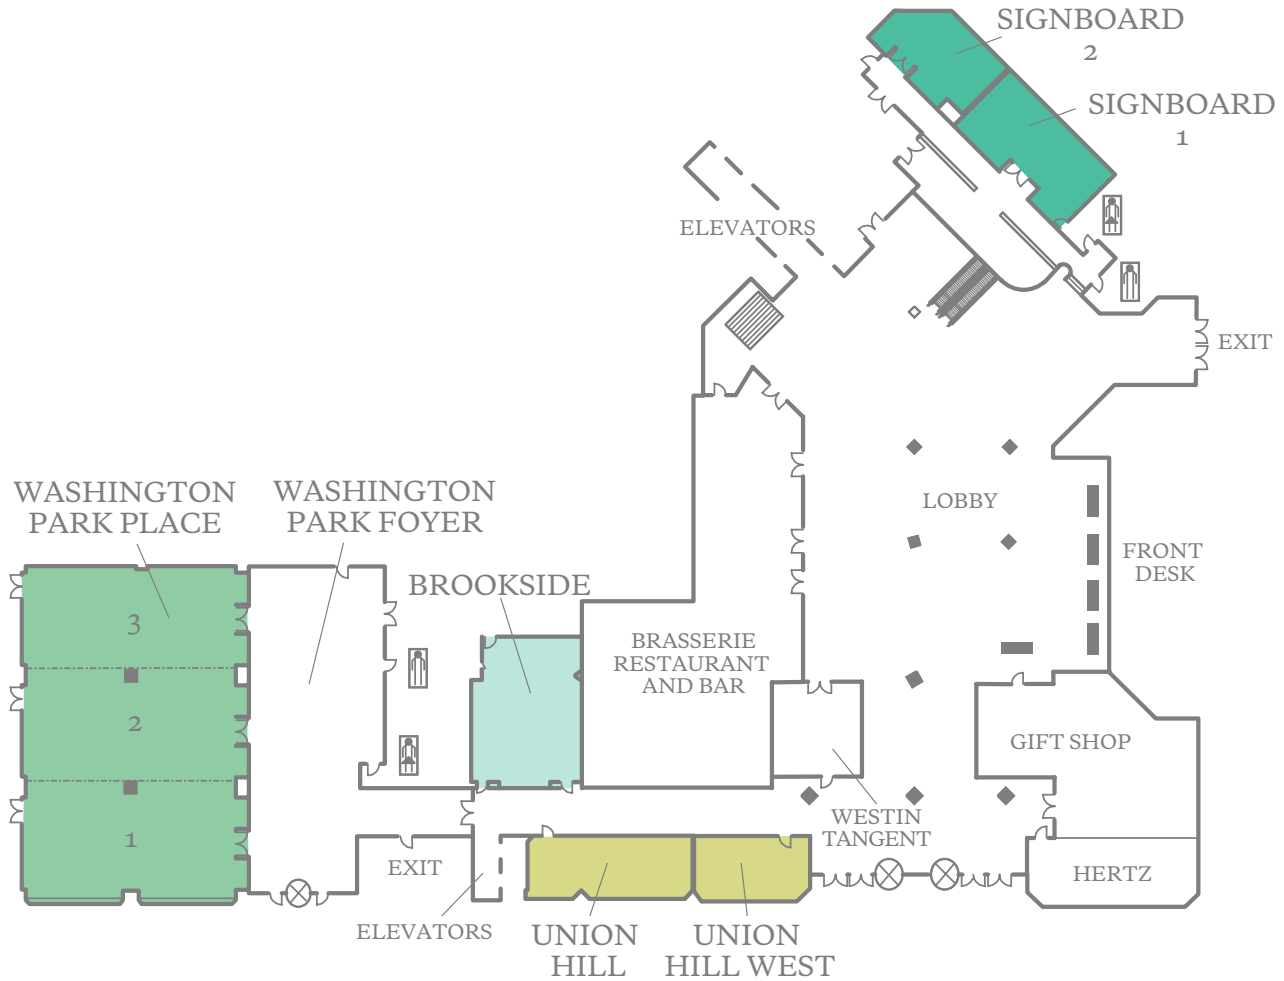 SIGNBOARD
2
SIGNBOARD
1
ELEVATORS
EXIT
LOBBY
FRONT
DESK
WASHINGTON
PARK PLACE
WASHINGTON
PARK FOYER
BROOKSIDE
3
2
1
BRASSERIE
RESTAURANT
AND BAR
GIFT SHOP
WESTIN
TANGENT
EXIT
HERTZ
ELEVATORS
UNION
HILL
UNION
HILL WEST